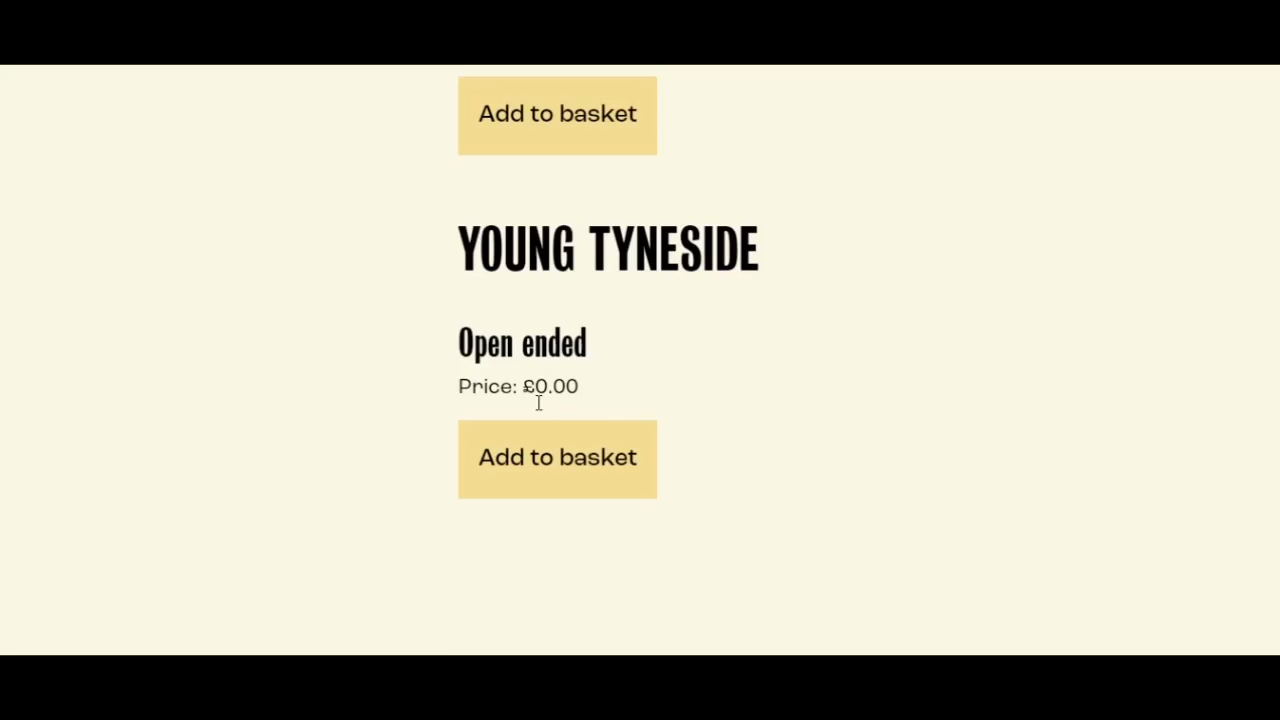 Add to basket
YOUNG TYNESIDE
Open ended
Price: £0.00
Add to basket